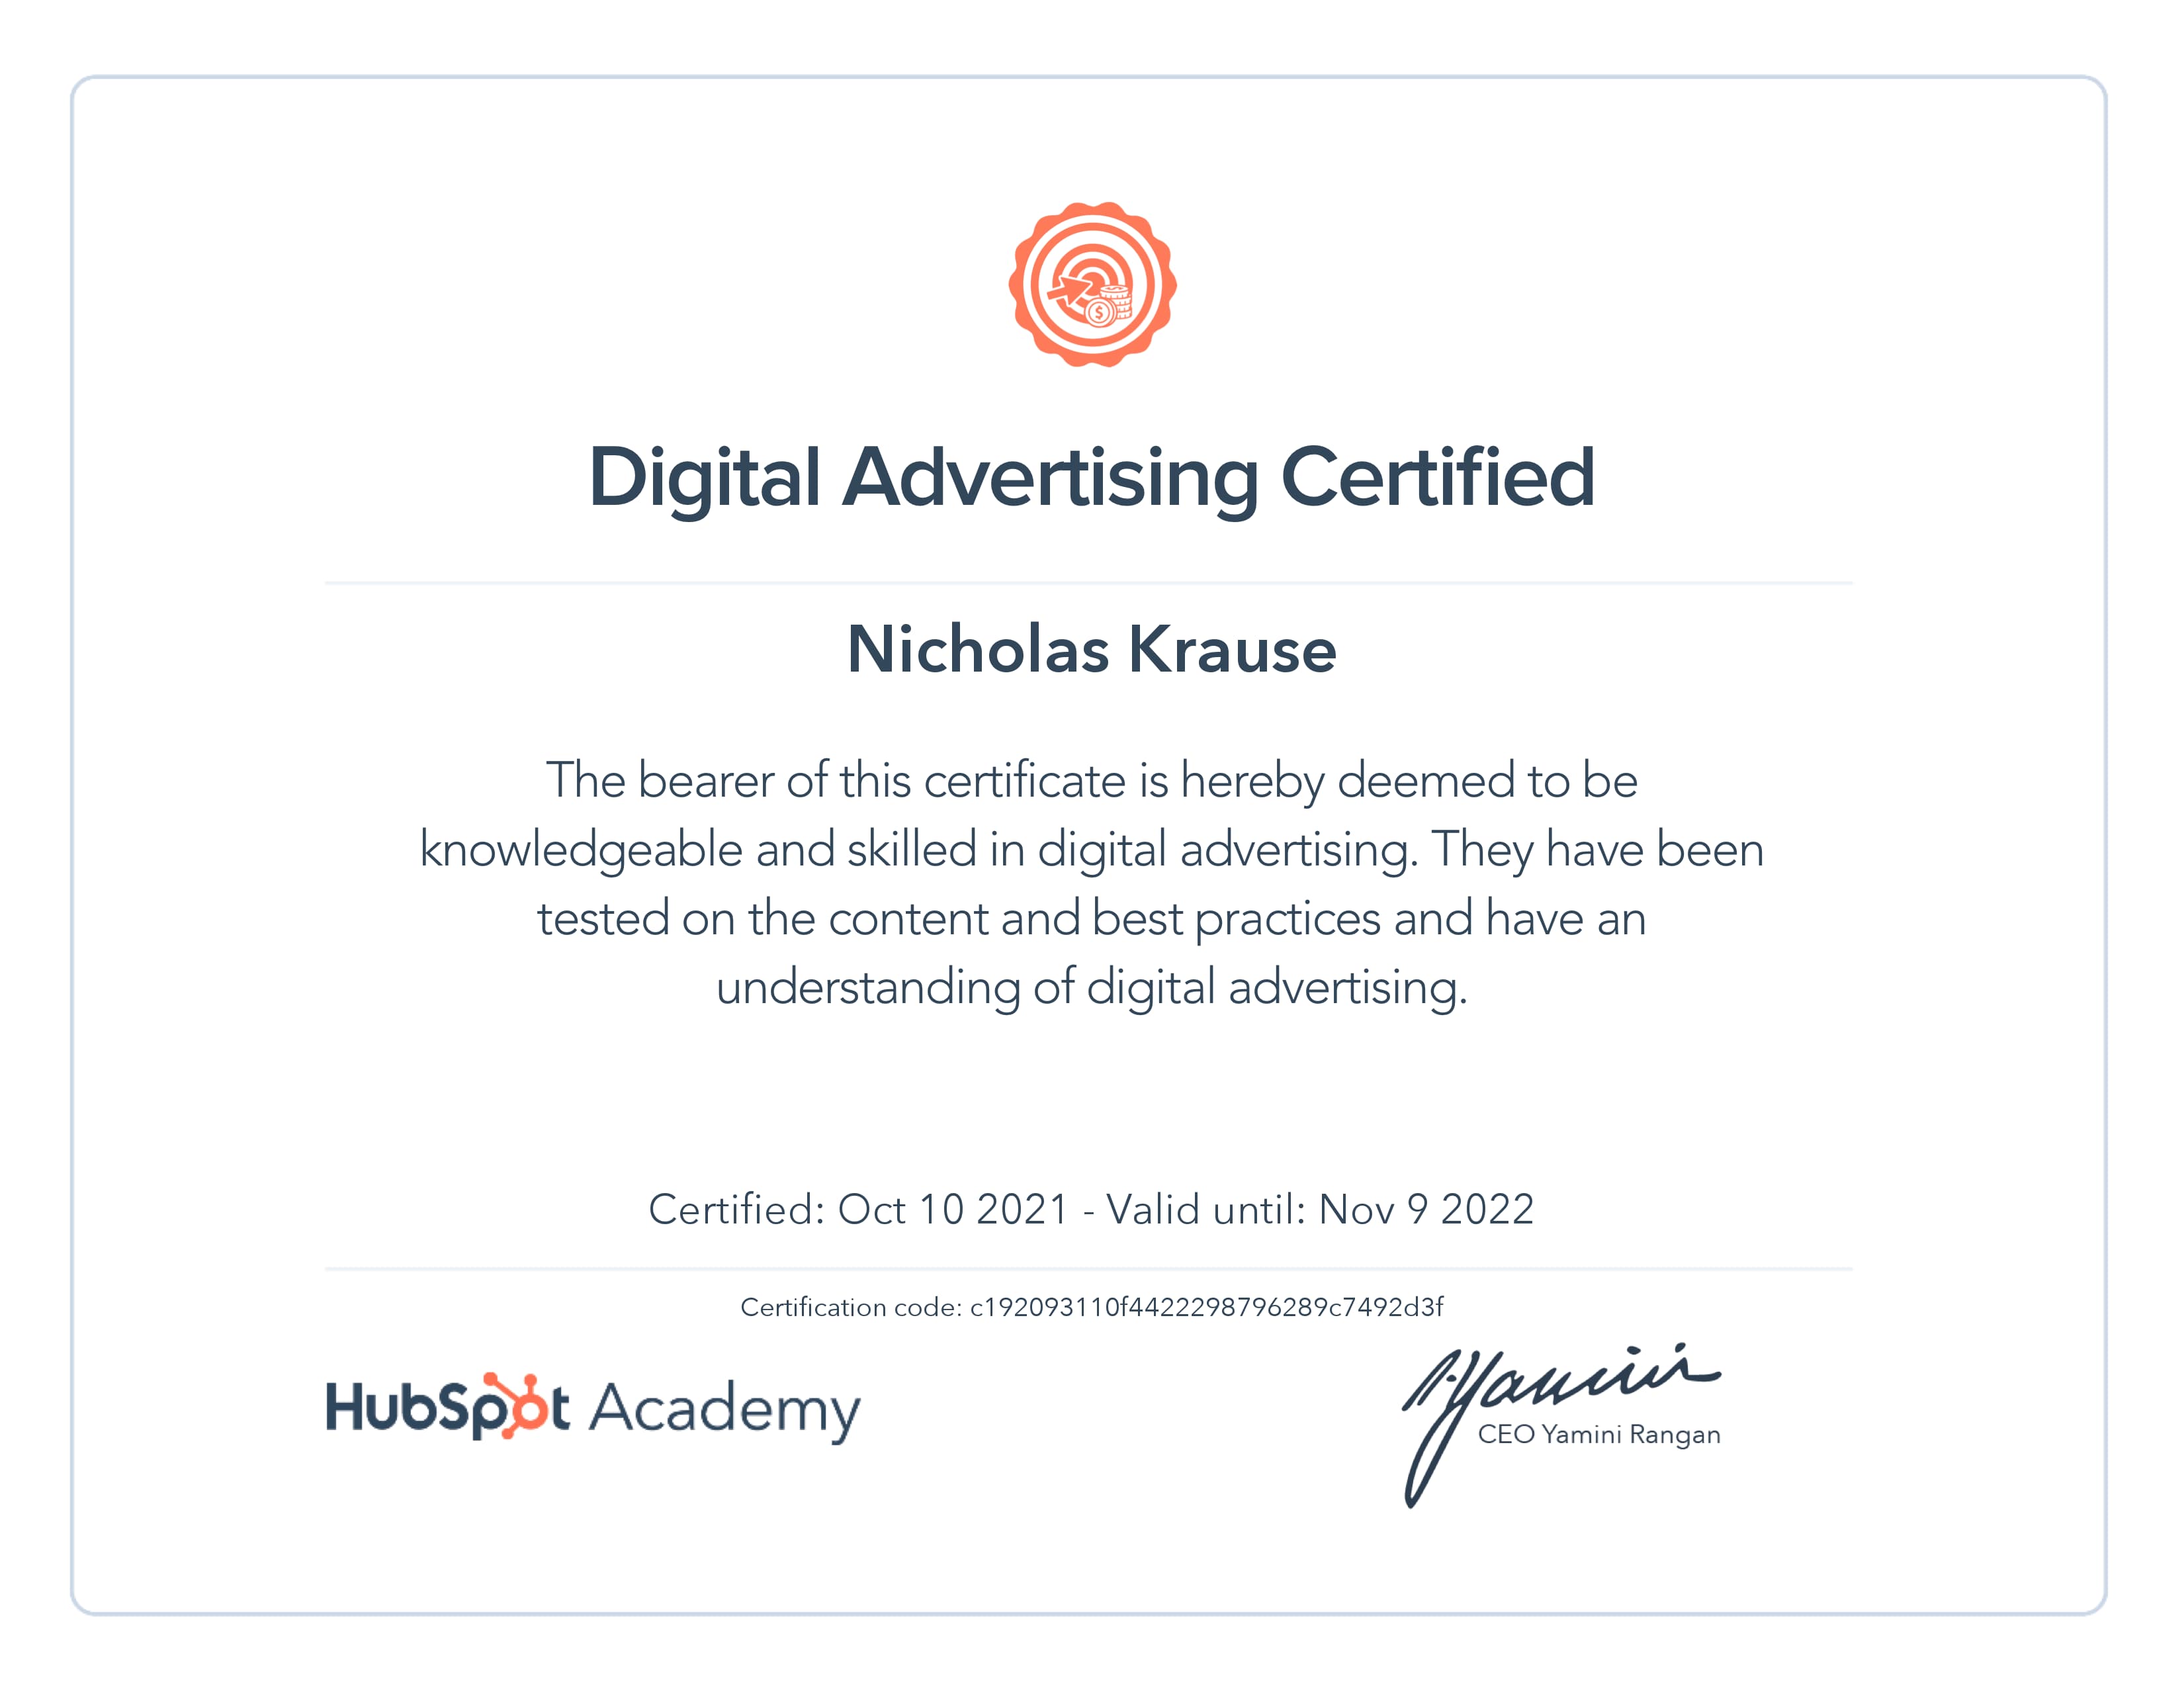 Digital Advertising Certified
Nicholas Krause
The bearer of this certificate is hereby deemed to be
knowledgeable and skilled in digital advertising. They have been
tested on the content and best practices and have an
understanding of digital advertising.
Certified: Oct 10 2021 - Valid until: Nov 9 2022
Certification code: c192093110f4422298796289c7492d3f
HubSpot Academy
Yamini
CEO Yamini Rangan